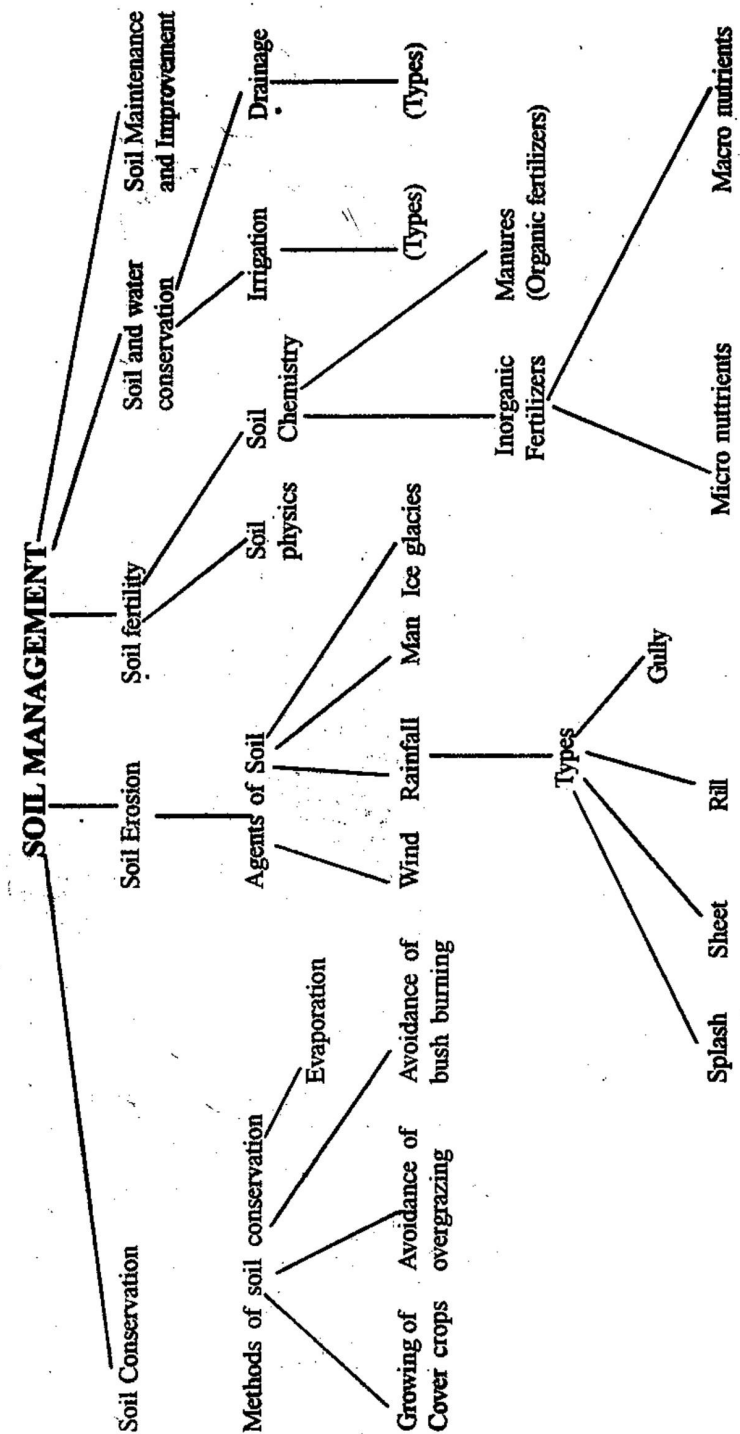 SOIL MANAGEMENT
Soil Conservation
Soil Erosion
Soil fertility
Soil and water
conservation
Soil Maintenance
and Improvement
Methods of soil conservation
Evaporation
Agents of Soil
Soil
physics
Soil
Chemistry
Irrigation
Drainage
Growing of
Cover crops
Avoidance of
overgrazing
Avoidance of
bush burning
Wind
Rainfall
Man
Ice glacies
(Types)
(Types)
Inorganic
Fertilizers
Manures
(Organic fertilizers)
Types
Splash
Sheet
Rill
Gully
Micro nuttrients
Macro nutrients